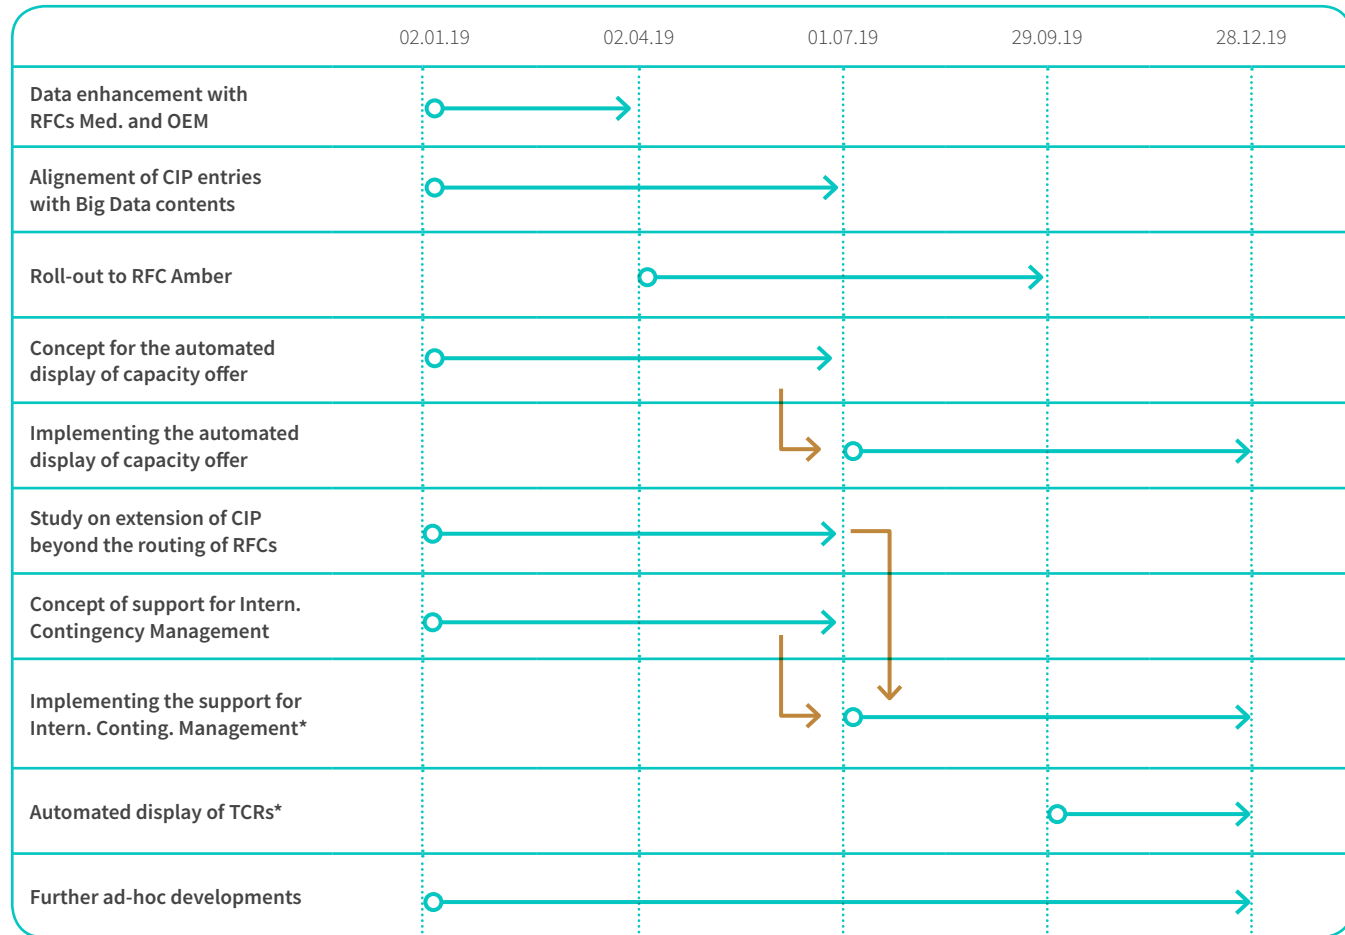 02.01.19 02.04.19 01.07.19 29.09.19 28.12.19
Data enhancement with
RFCs Med. and OEM
Alignement of CIP entries
with Big Data contents
Roll-out to RFC Amber
Concept for the automated
display of capacity offer
Implementing the automated
display of capacity offer
Study on extension of CIP
beyond the routing of RFCs
Concept of support for Intern.
Contingency Management
Implementing the support for
Intern. Conting. Management*
Automated display of TCRs*
Further ad-hoc developments